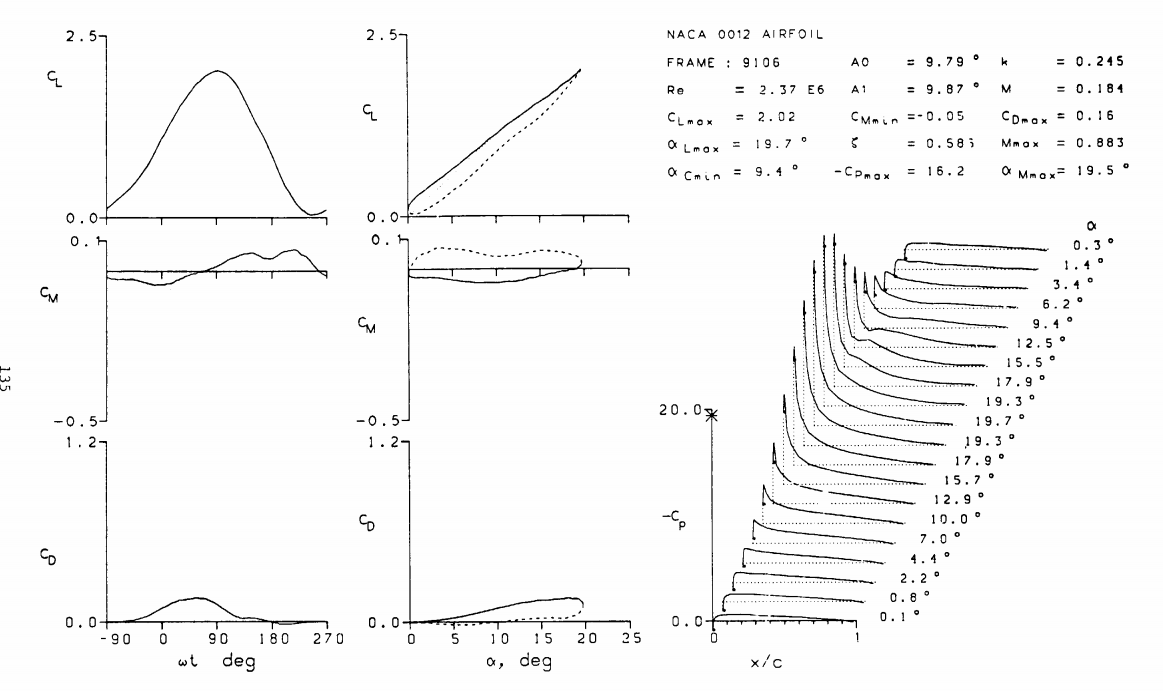 NACA 0012 AIRFOIL
FRAME : 9106 A0 = 9.79 ° k = 0.245
Re = 2.37 E6 A1 = 9.87 ° M = 0.184
CLmax = 2.02 CMmin =-0.05 CDmax = 0.16
αLmax = 19.7 ° ζ Mmax = 0.883
αCmin = 9.4 ° -CPmax = 16.2 αMmax= 19.5 °
2.5
CL
0.0
2.5
CL
0.0
0.1
CM
-0.5
0.1
CM
-0.5
1.2
CD
0.0
-90 0 90 180 270
ωt deg
1.2
CD
0.0
0 5 10 15 20 25
α, deg
α
0.3 °
1.4 °
3.4 °
6.2 °
9.4 °
12.5 °
15.5 °
17.9 °
19.3 °
19.7 °
19.3 °
17.9 °
15.7 °
12.9 °
10.0 °
7.0 °
4.4 °
2.2 °
0.8 °
0.1 °
20.0
-Cp
0.0
0 1
x/c
135